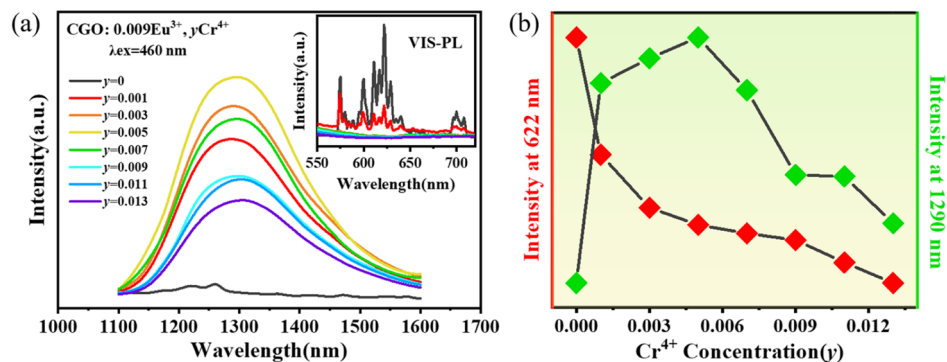 (a)
CGO: 0.009Eu³⁺, yCr⁴⁺
λex=460 nm
y=0
y=0.001
y=0.003
y=0.005
y=0.007
y=0.009
y=0.011
y=0.013
Intensity(a.u.)
1000 1100 1200 1300 1400 1500 1600 1700
Wavelength(nm)
VIS-PL
Intensity(a.u.)
550 600 650 700
Wavelength(nm)
(b)
Intensity at 622 nm
Intensity at 1290 nm
0.000 0.003 0.006 0.009 0.012
Cr⁴⁺ Concentration(y)